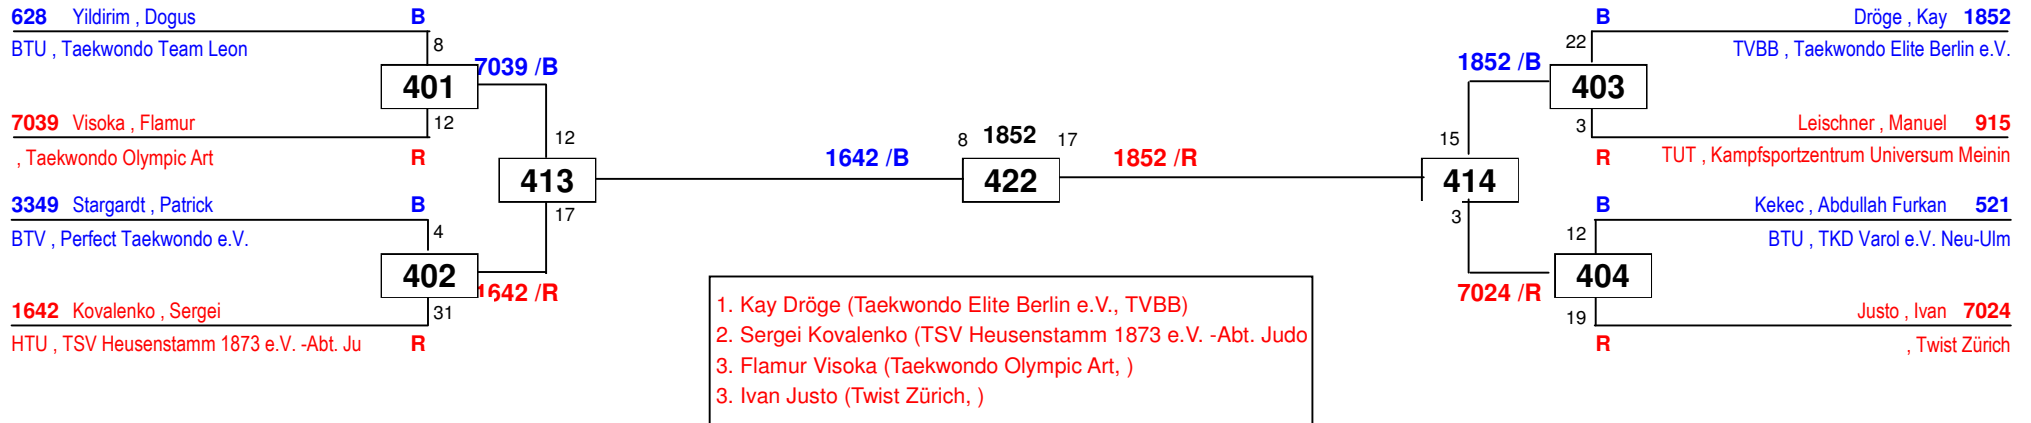 628 Yildirim , Dogus B
BTU , Taekwondo Team Leon
8
401
7039 /B
12
7039 Visoka , Flamur
, Taekwondo Olympic Art R
3349 Stargardt , Patrick B
BTV , Perfect Taekwondo e.V.
4
402
1642 /R
31
1642 Kovalenko , Sergei
HTU , TSV Heusenstamm 1873 e.V. -Abt. Ju R
12
413
17
1642 /B
8 1852 17
422
1852 /R
15
414
3
B Dröge , Kay 1852
22
TVBB , Taekwondo Elite Berlin e.V.
1852 /B
403
3
Leischner , Manuel 915
R TUT , Kampfsportzentrum Universum Meinin
B Kekec , Abdullah Furkan 521
12
BTU , TKD Varol e.V. Neu-Ulm
404
7024 /R
19
Justo , Ivan 7024
R , Twist Zürich
1. Kay Dröge (Taekwondo Elite Berlin e.V., TVBB)
2. Sergei Kovalenko (TSV Heusenstamm 1873 e.V. -Abt. Judo
3. Flamur Visoka (Taekwondo Olympic Art, )
3. Ivan Justo (Twist Zürich, )